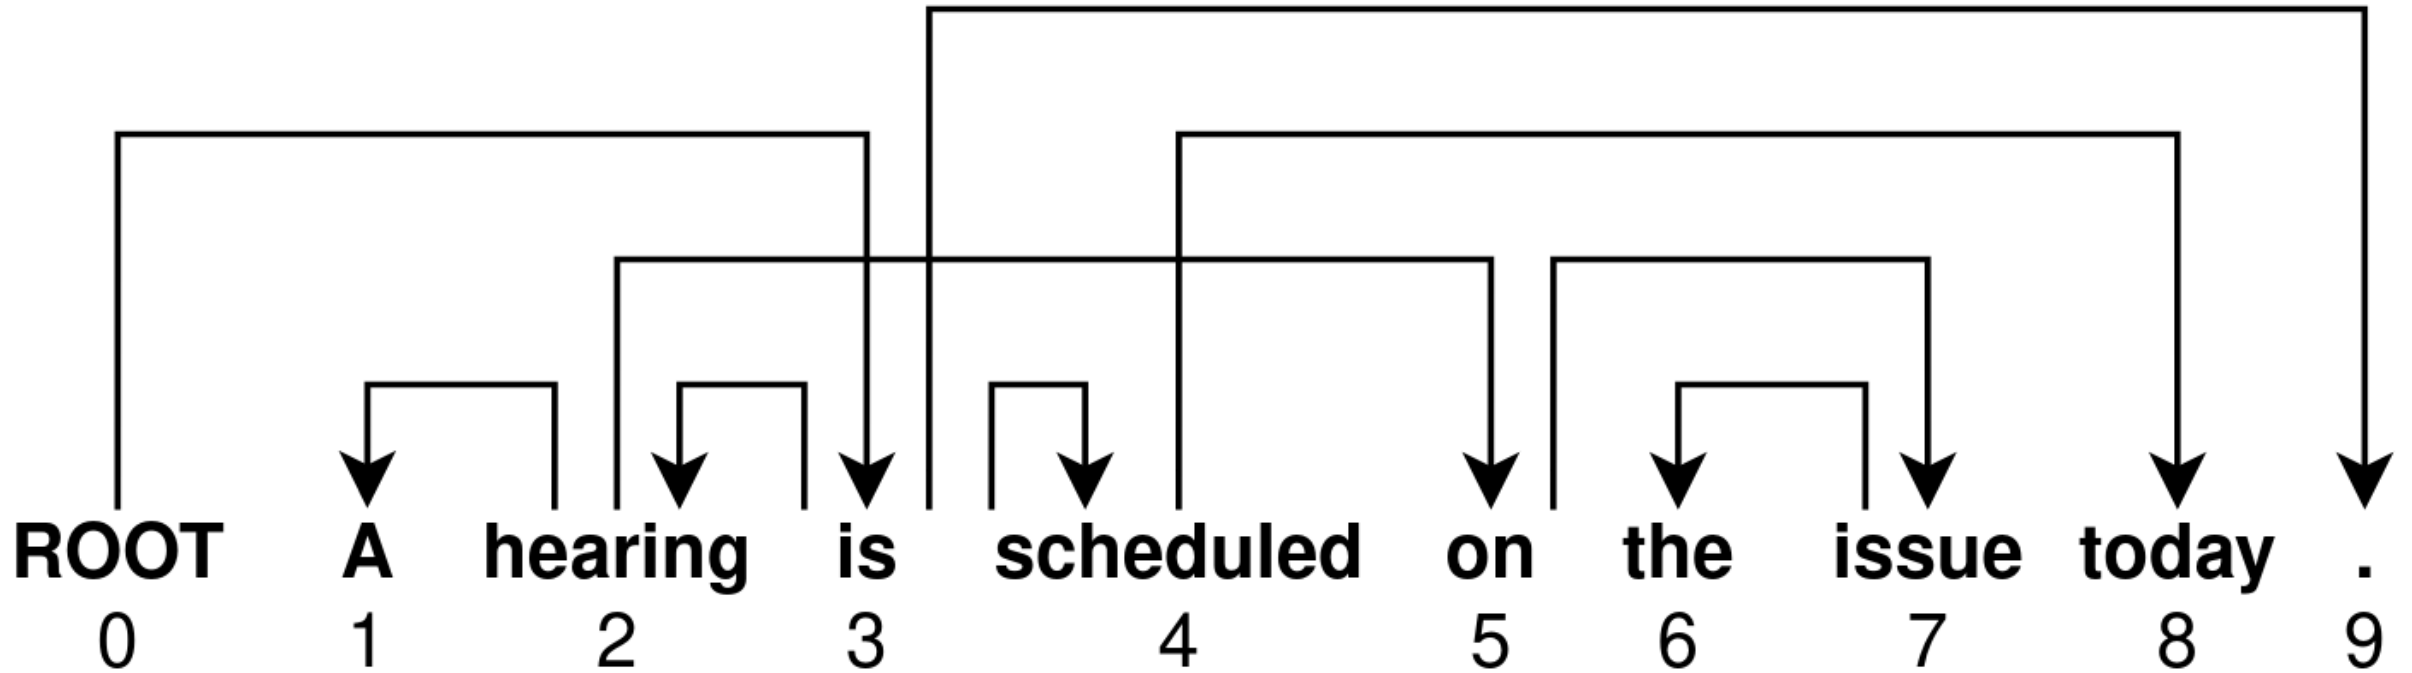 ROOT A hearing is scheduled on the issue today .
0 1 2 3 4 5 6 7 8 9